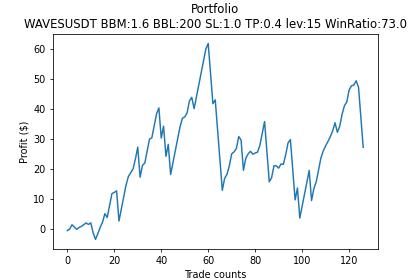 Portfolio
WAVESUSDT BBM:1.6 BBL:200 SL:1.0 TP:0.4 lev:15 WinRatio:73.0
60
50
40
30
20
10
0
Profit ($)
0 20 40 60 80 100 120
Trade counts